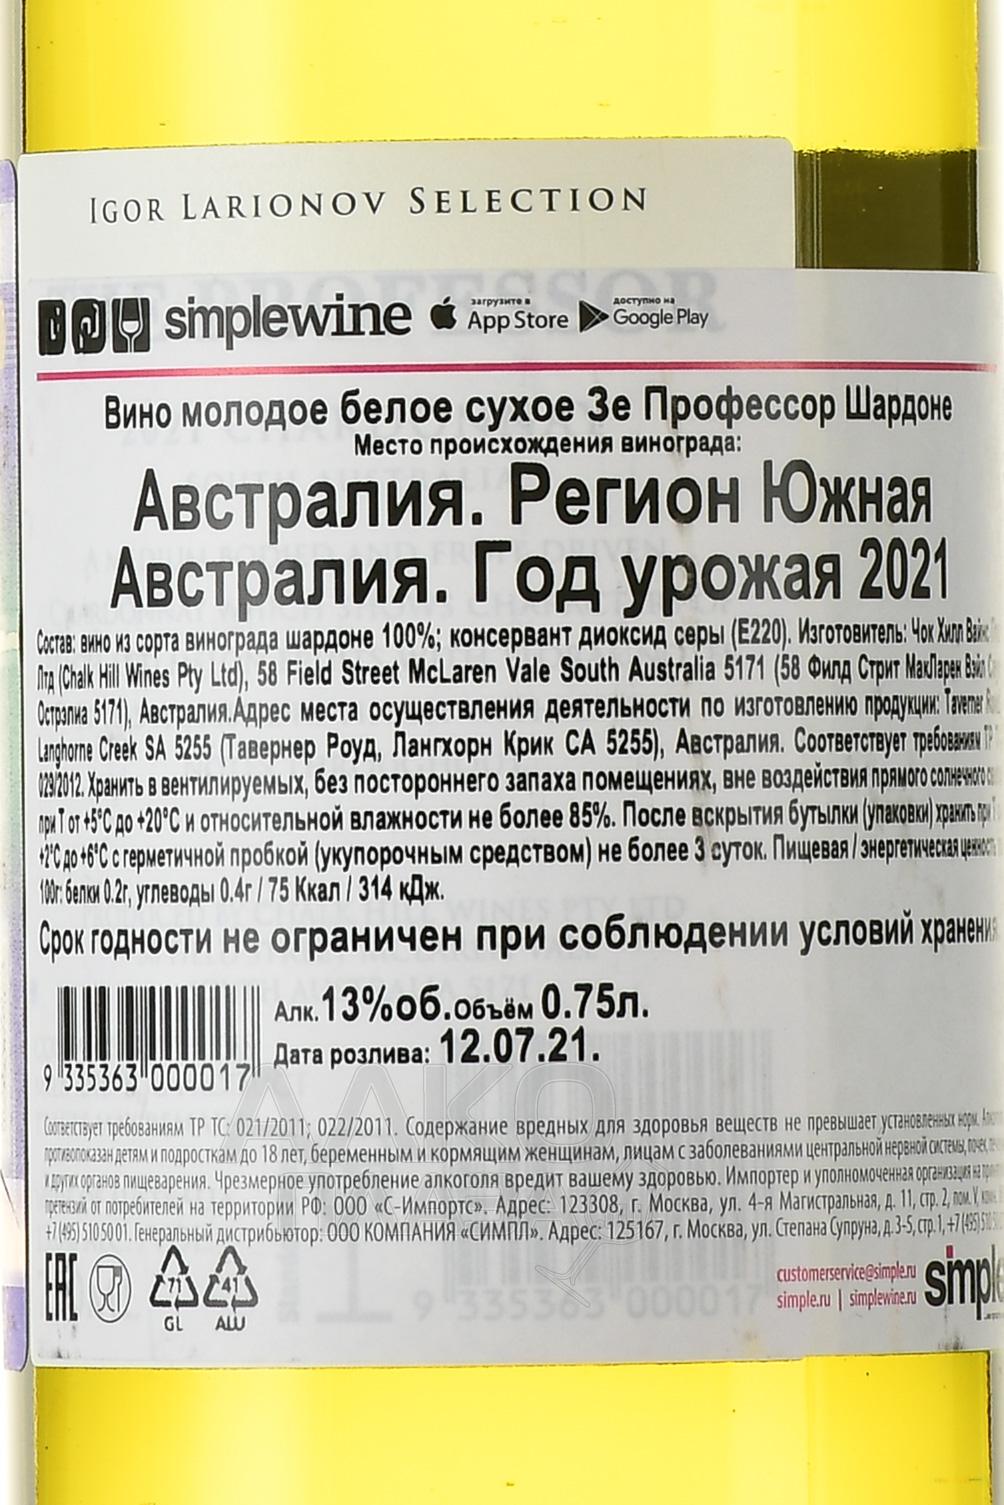 IGOR LARIONOV SELECTION
simplewine загрузите в App Store доступно на Google Play
Вино молодое белое сухое Зе Профессор Шардоне
Место происхождения винограда:
Австралия. Регион Южная
Австралия. Год урожая 2021
Состав: вино из сорта винограда шардоне 100%; консервант диоксид серы (Е220). Изготовитель: Чок Хилл Вайнс
Лтд (Chalk Hill Wines Pty Ltd), 58 Field Street McLaren Vale South Australia 5171 (58 Филд Стрит МакЛарен Вэйл
5171), Австралия.Адрес места осуществления деятельности по изготовлению продукции: Taverner
Langhorne Creek SA 5255 (Тавернер Роуд, Лангхорн Крик СА 5255), Австралия. Соответствует требованиям ТР
029/2012. Хранить в вентилируемых, без постороннего запаха помещениях, вне воздействия прямого солнечного
при Т от +5°С до +20°С и относительной влажности не более 85%. После вскрытия бутылки (упаковки) хранить при
+2°С до +6°С с герметичной пробкой (укупорочным средством) не более 3 суток. Пищевая / энергетическая ценность
100г: белки 0.2г, углеводы 0.4г / 75 Ккал / 314 кДж.
Срок годности не ограничен при соблюдении условий хранения
Алк.13%об.Объём 0.75л.
Дата розлива: 12.07.21.
9 335363 000017
Соответствует требованиям ТР ТС: 021/2011; 022/2011. Содержание вредных для здоровья веществ не превышает установленных норм.
противопоказан детям и подросткам до 18 лет, беременным и кормящим женщинам, лицам с заболеваниями центральной нервной системы, почек,
и других органов пищеварения. Чрезмерное употребление алкоголя вредит вашему здоровью. Импортер и уполномоченная организация на
претензий от потребителей на территории РФ: ООО «С-Импортс». Адрес: 123308, г. Москва, ул. 4-я Магистральная, д. 11, стр. 2, пом. V,
+7(495) 510 50 01. Генеральный дистрибьютор: ООО КОМПАНИЯ «СИМПЛ». Адрес: 125167, г. Москва, ул. Степана Супруна, д. 3-5, стр. 1,
EAC 71 GL 41 ALU
customerservice@simple.ru
simple.ru | simplewine.ru